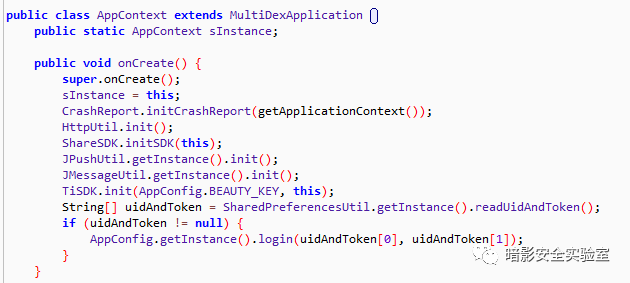 public class AppContext extends MultiDexApplication {}
    public static AppContext sInstance;

    public void onCreate() {
        super.onCreate();
        sInstance = this;
        CrashReport.initCrashReport(getApplicationContext());
        HttpUtil.init();
        ShareSDK.initSDK(this);
        JPushUtil.getInstance().init();
        JMessageUtil.getInstance().init();
        TiSDK.init(AppConfig.BEAUTY_KEY, this);
        String[] uidAndToken = SharedPreferencesUtil.getInstance().readUidAndToken();
        if (uidAndToken != null) {
            AppConfig.getInstance().login(uidAndToken[0], uidAndToken[1]);
        }
    }
暗影安全实验室